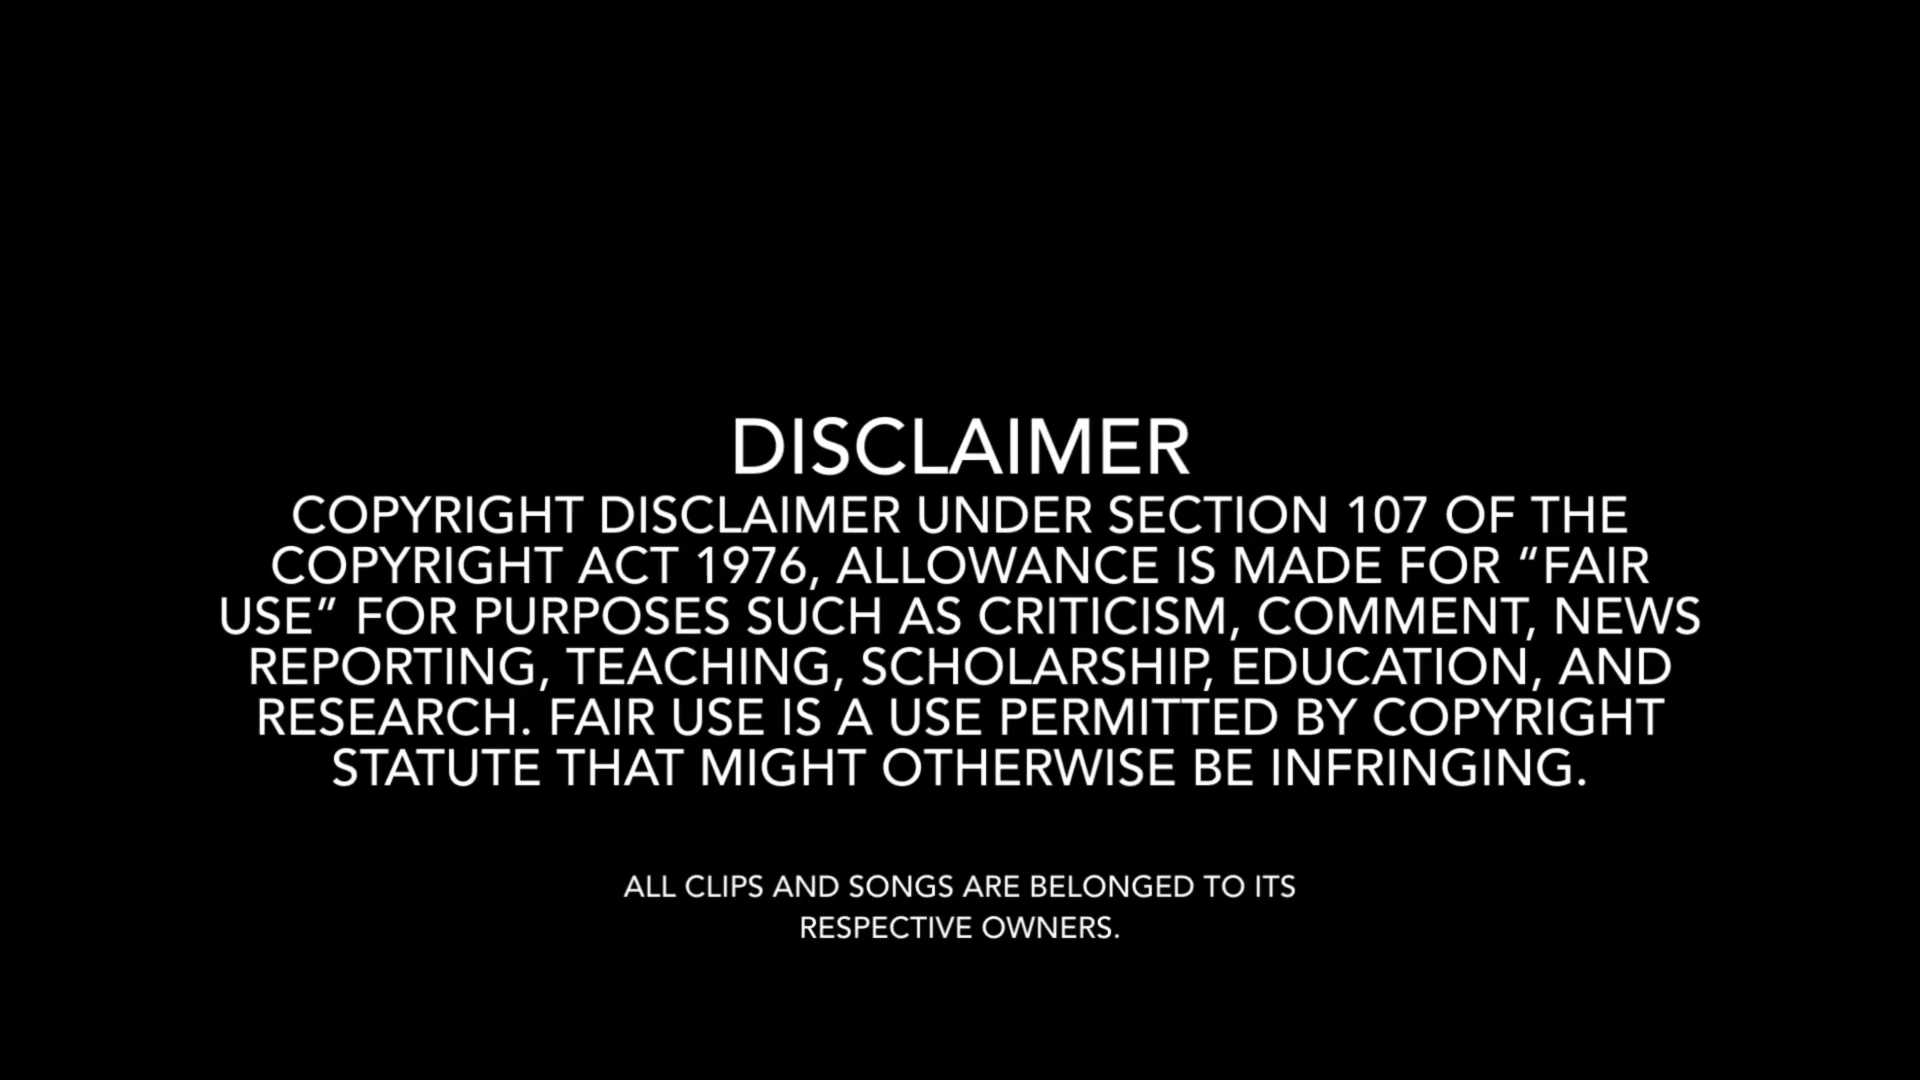 DISCLAIMER
COPYRIGHT DISCLAIMER UNDER SECTION 107 OF THE
COPYRIGHT ACT 1976, ALLOWANCE IS MADE FOR “FAIR
USE” FOR PURPOSES SUCH AS CRITICISM, COMMENT, NEWS
REPORTING, TEACHING, SCHOLARSHIP, EDUCATION, AND
RESEARCH. FAIR USE IS A USE PERMITTED BY COPYRIGHT
STATUTE THAT MIGHT OTHERWISE BE INFRINGING.
ALL CLIPS AND SONGS ARE BELONGED TO ITS
RESPECTIVE OWNERS.